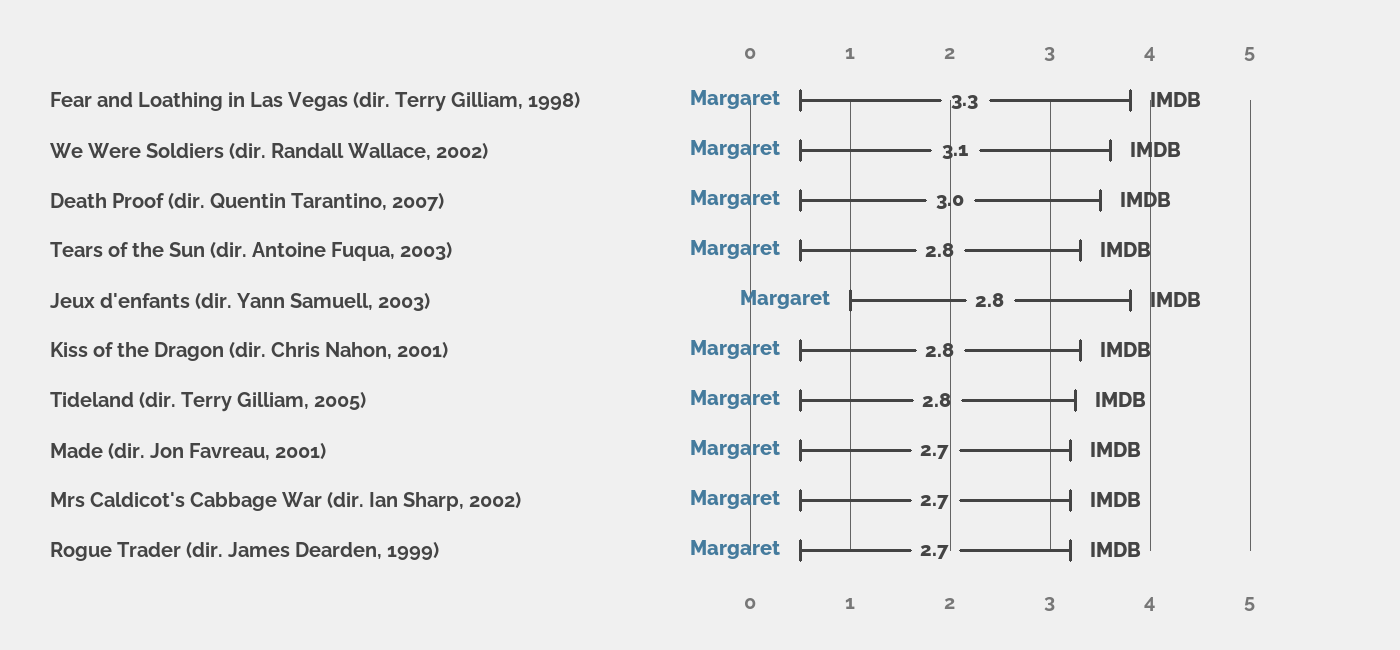 0 1 2 3 4 5
Fear and Loathing in Las Vegas (dir. Terry Gilliam, 1998) Margaret 3.3 IMDB
We Were Soldiers (dir. Randall Wallace, 2002) Margaret 3.1 IMDB
Death Proof (dir. Quentin Tarantino, 2007) Margaret 3.0 IMDB
Tears of the Sun (dir. Antoine Fuqua, 2003) Margaret 2.8 IMDB
Jeux d'enfants (dir. Yann Samuell, 2003) Margaret 2.8 IMDB
Kiss of the Dragon (dir. Chris Nahon, 2001) Margaret 2.8 IMDB
Tideland (dir. Terry Gilliam, 2005) Margaret 2.8 IMDB
Made (dir. Jon Favreau, 2001) Margaret 2.7 IMDB
Mrs Caldicot's Cabbage War (dir. Ian Sharp, 2002) Margaret 2.7 IMDB
Rogue Trader (dir. James Dearden, 1999) Margaret 2.7 IMDB
0 1 2 3 4 5